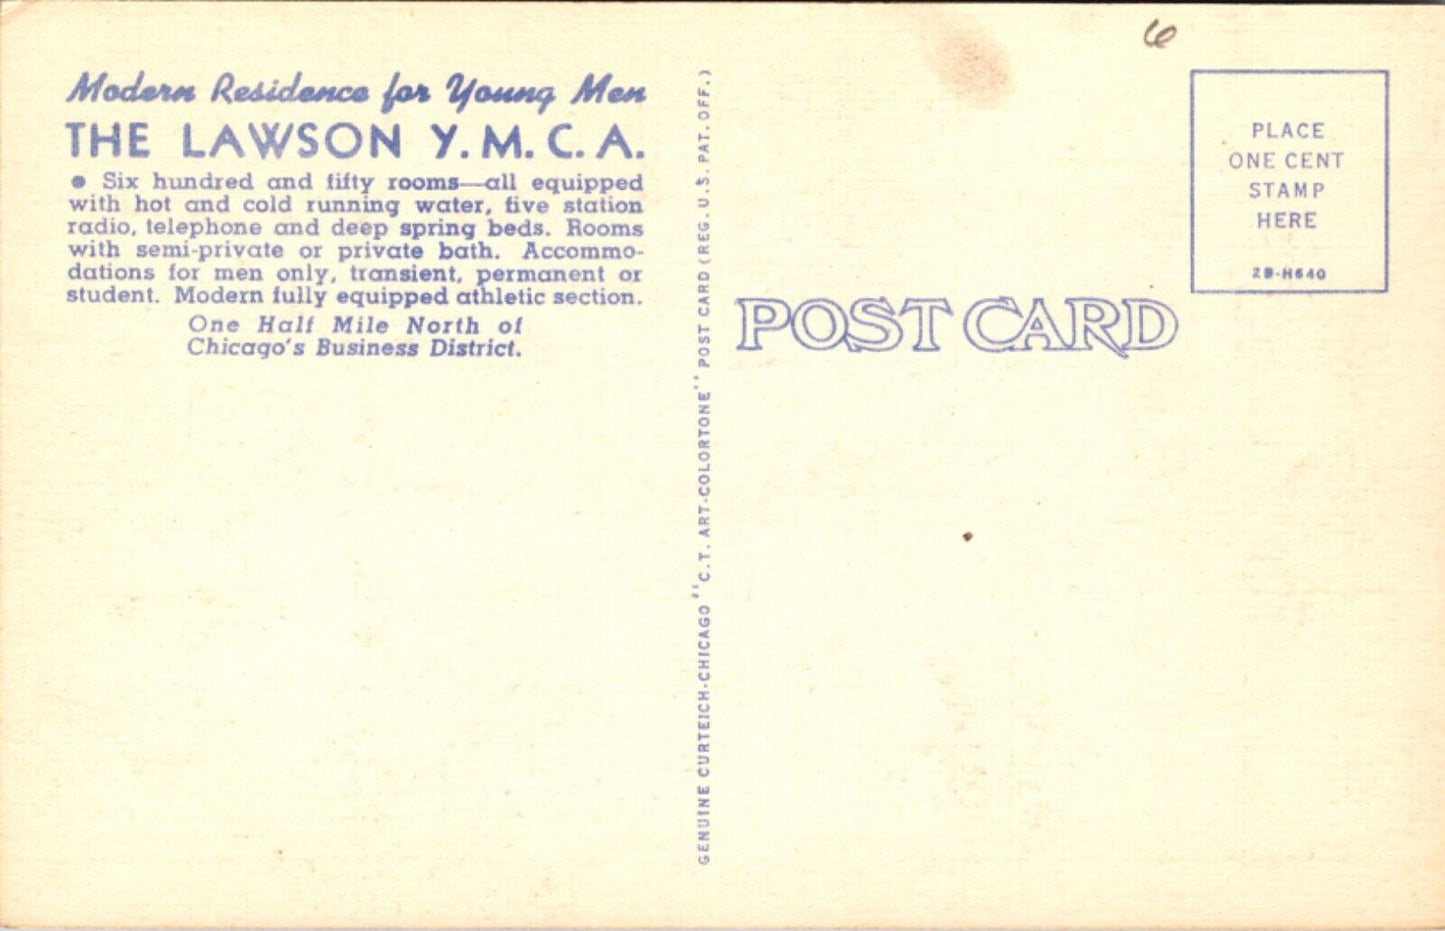 Modern Residence for Young Men
THE LAWSON Y.M.C.A.
● Six hundred and fifty rooms—all equipped
with hot and cold running water, five station
radio, telephone and deep spring beds. Rooms
with semi-private or private bath. Accommo-
dations for men only, transient, permanent or
student. Modern fully equipped athletic section.
One Half Mile North of
Chicago's Business District.
GENUINE CURTEICH-CHICAGO "C.T. ART-COLORTONE" POST CARD (REG. U.S. PAT. OFF.)
POST CARD
6
PLACE
ONE CENT
STAMP
HERE
2B-H640